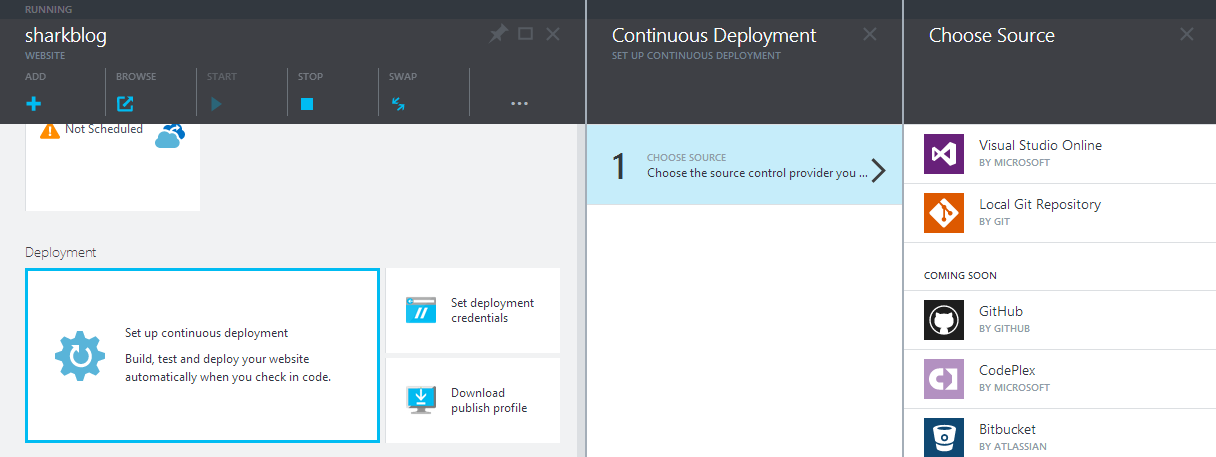 RUNNING
sharkblog
WEBSITE
ADD
BROWSE
START
STOP
SWAP
Not Scheduled
Deployment
Set up continuous deployment
Build, test and deploy your website
automatically when you check in code.
Set deployment
credentials
Download
publish profile
Continuous Deployment
SET UP CONTINUOUS DEPLOYMENT
1
CHOOSE SOURCE
Choose the source control provider you ...
Choose Source
Visual Studio Online
BY MICROSOFT
Local Git Repository
BY GIT
COMING SOON
GitHub
BY GITHUB
CodePlex
BY MICROSOFT
Bitbucket
BY ATLASSIAN